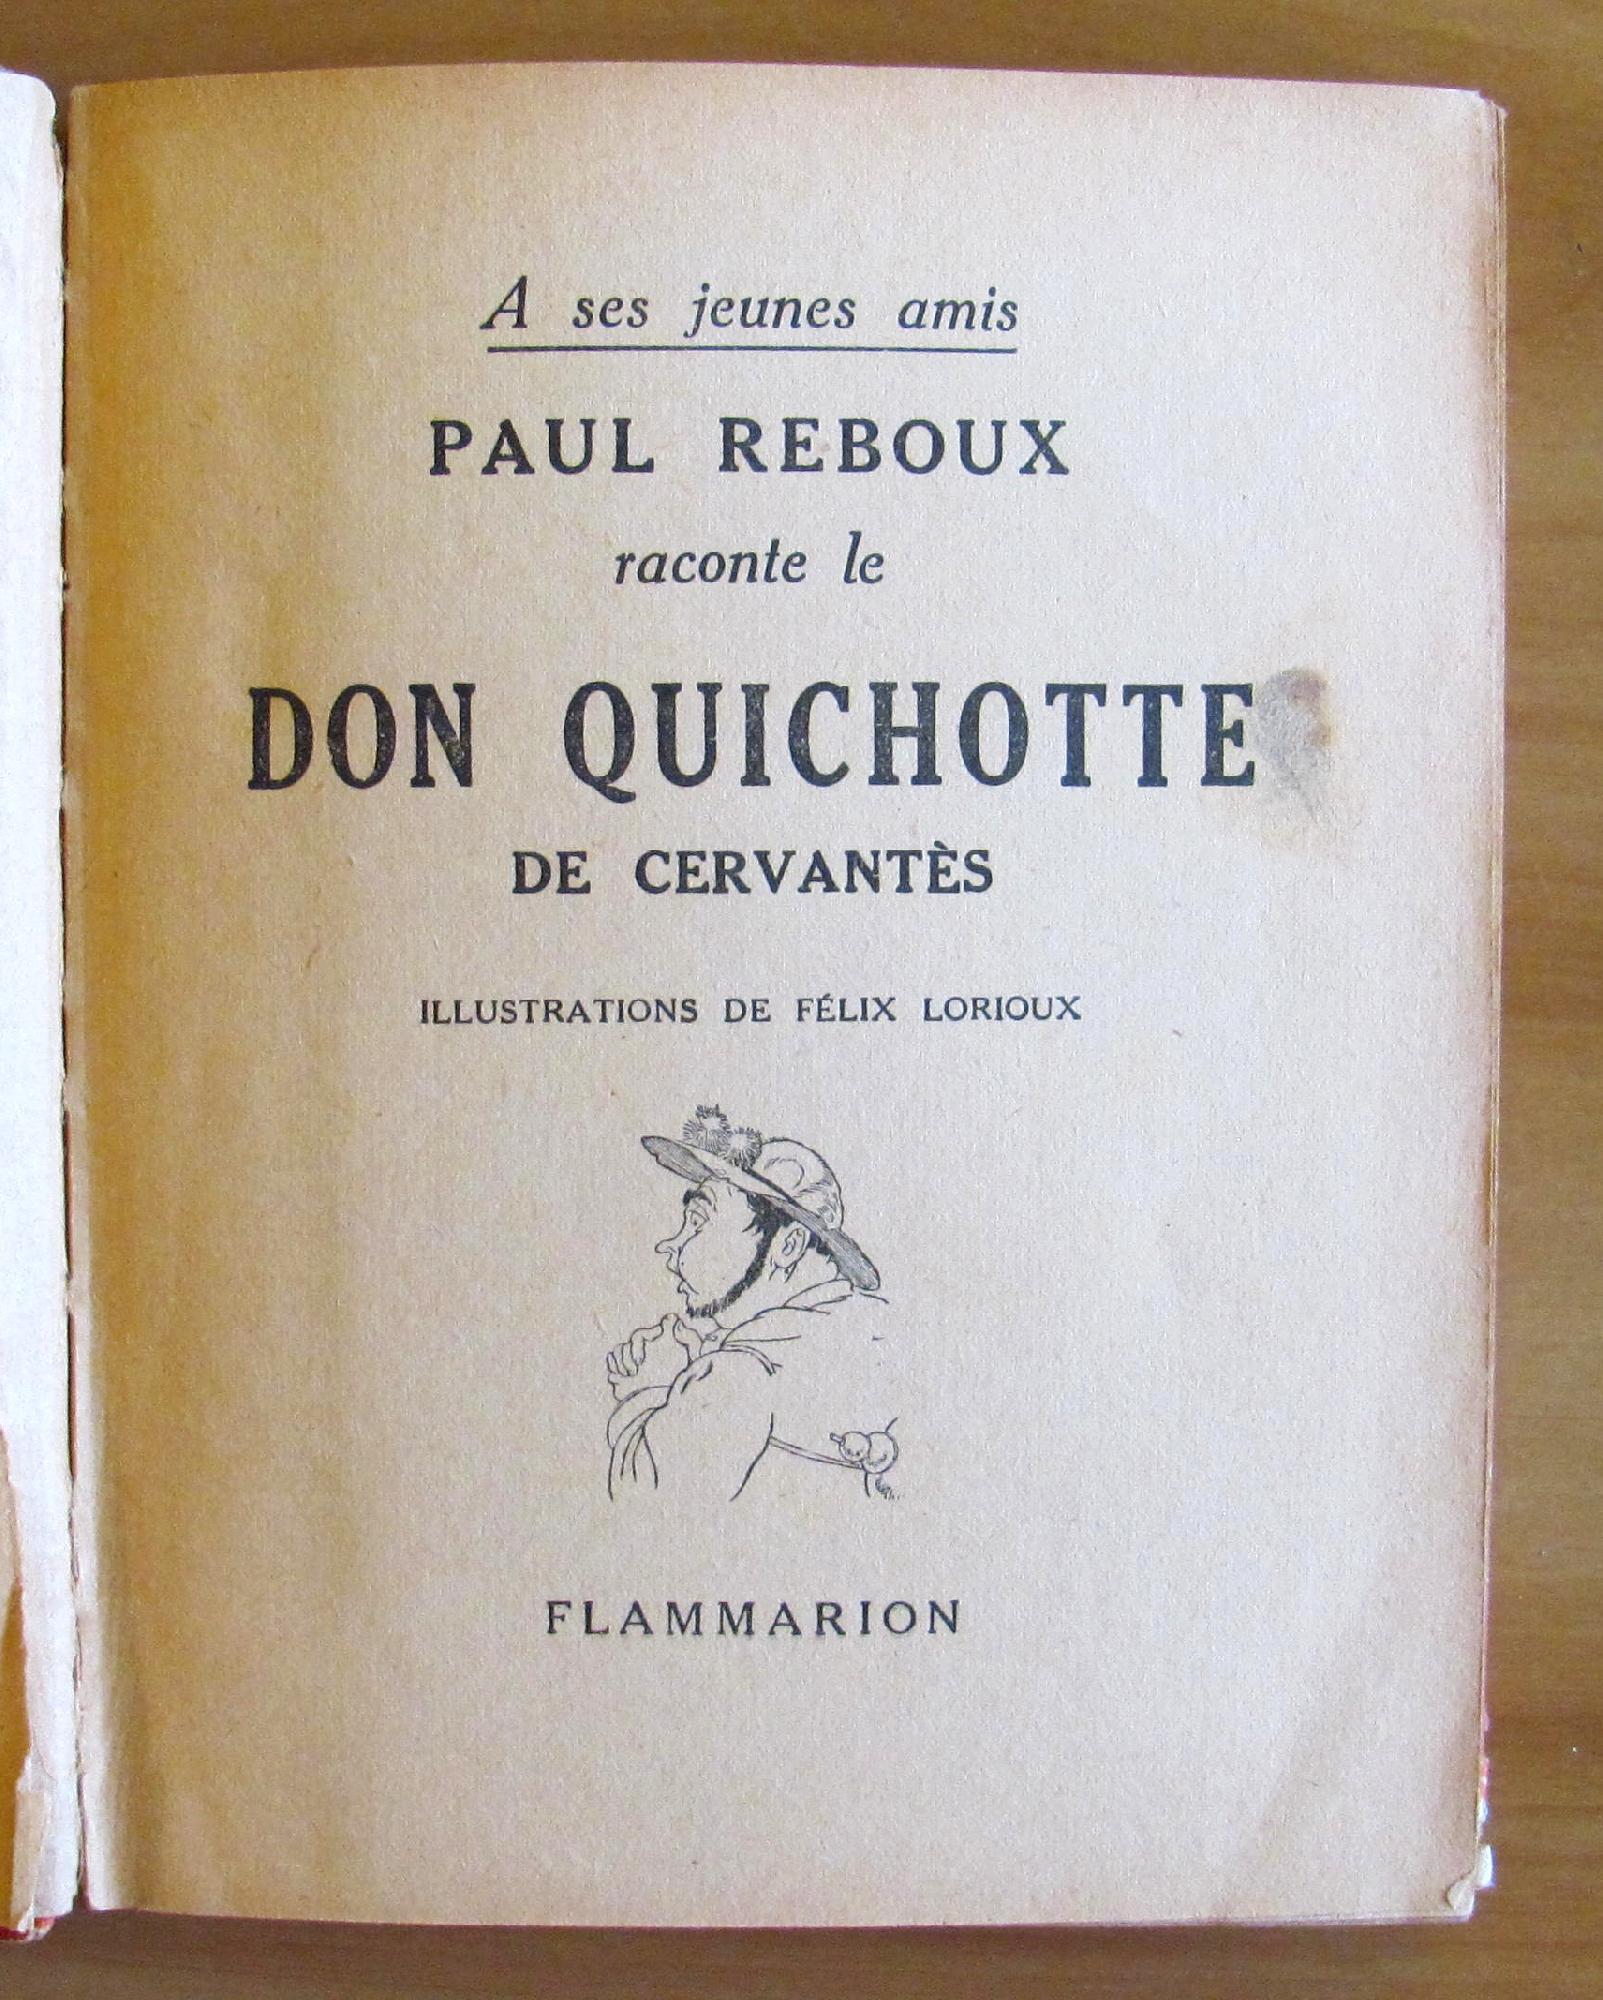 A ses jeunes amis
PAUL REBOUX
raconte le
DON QUICHOTTE
DE CERVANTÈS
ILLUSTRATIONS DE FÉLIX LORIOUX
FLAMMARION